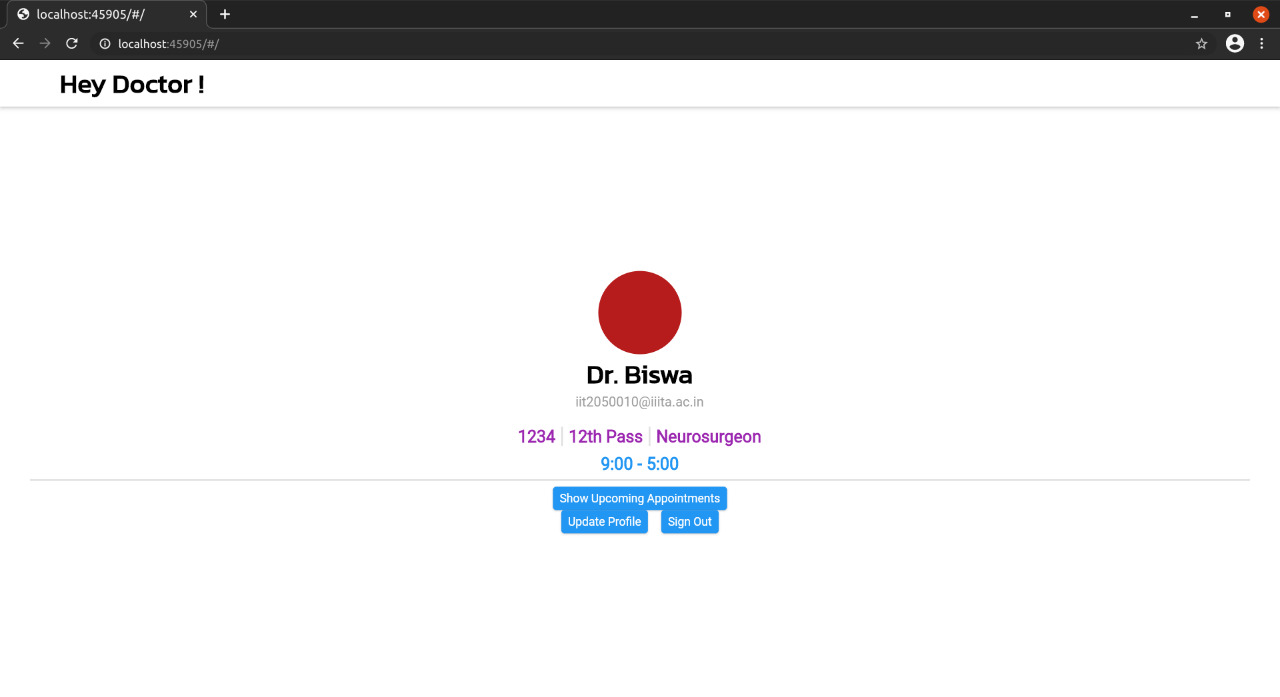 localhost:45905/#/
localhost:45905/#/
Hey Doctor !
Dr. Biswa
iit2050010@iiita.ac.in
1234 12th Pass Neurosurgeon
9:00 - 5:00
Show Upcoming Appointments
Update Profile Sign Out